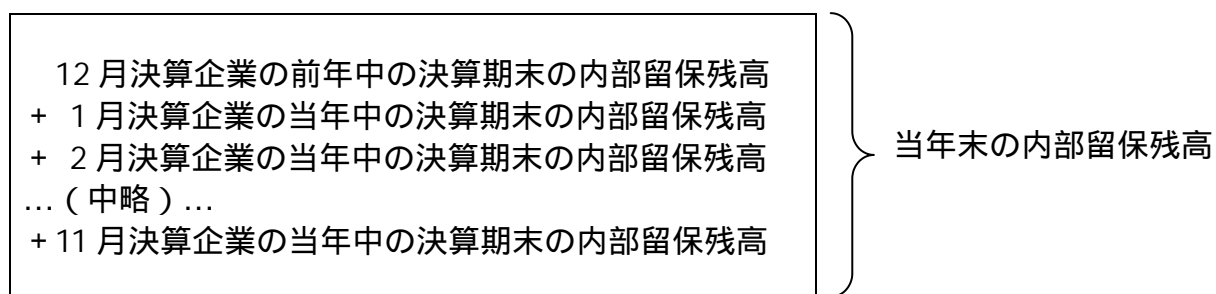 12 月決算企業の前年中の決算期末の内部留保残高
+ 1 月決算企業の当年中の決算期末の内部留保残高
+ 2 月決算企業の当年中の決算期末の内部留保残高
…（中略）…
+ 11 月決算企業の当年中の決算期末の内部留保残高
当年末の内部留保残高